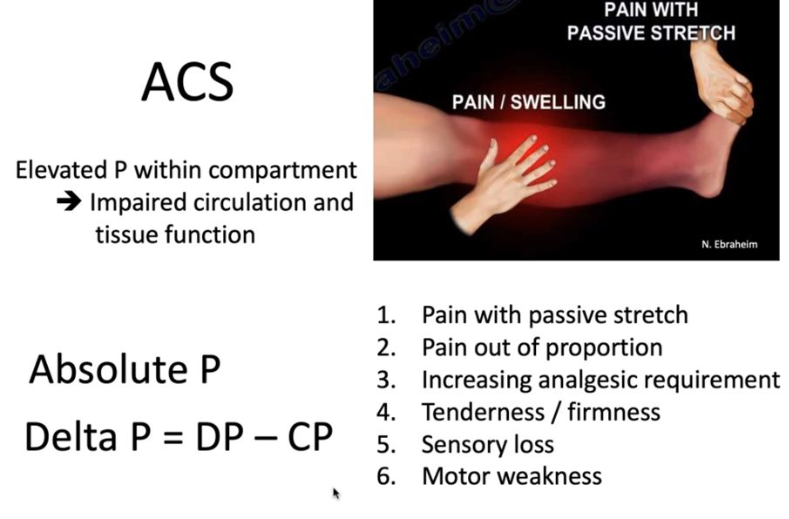 ACS
Elevated P within compartment
➔ Impaired circulation and
tissue function
Absolute P
Delta P = DP – CP
PAIN WITH
PASSIVE STRETCH
PAIN / SWELLING
N. Ebraheim
1. Pain with passive stretch
2. Pain out of proportion
3. Increasing analgesic requirement
4. Tenderness / firmness
5. Sensory loss
6. Motor weakness